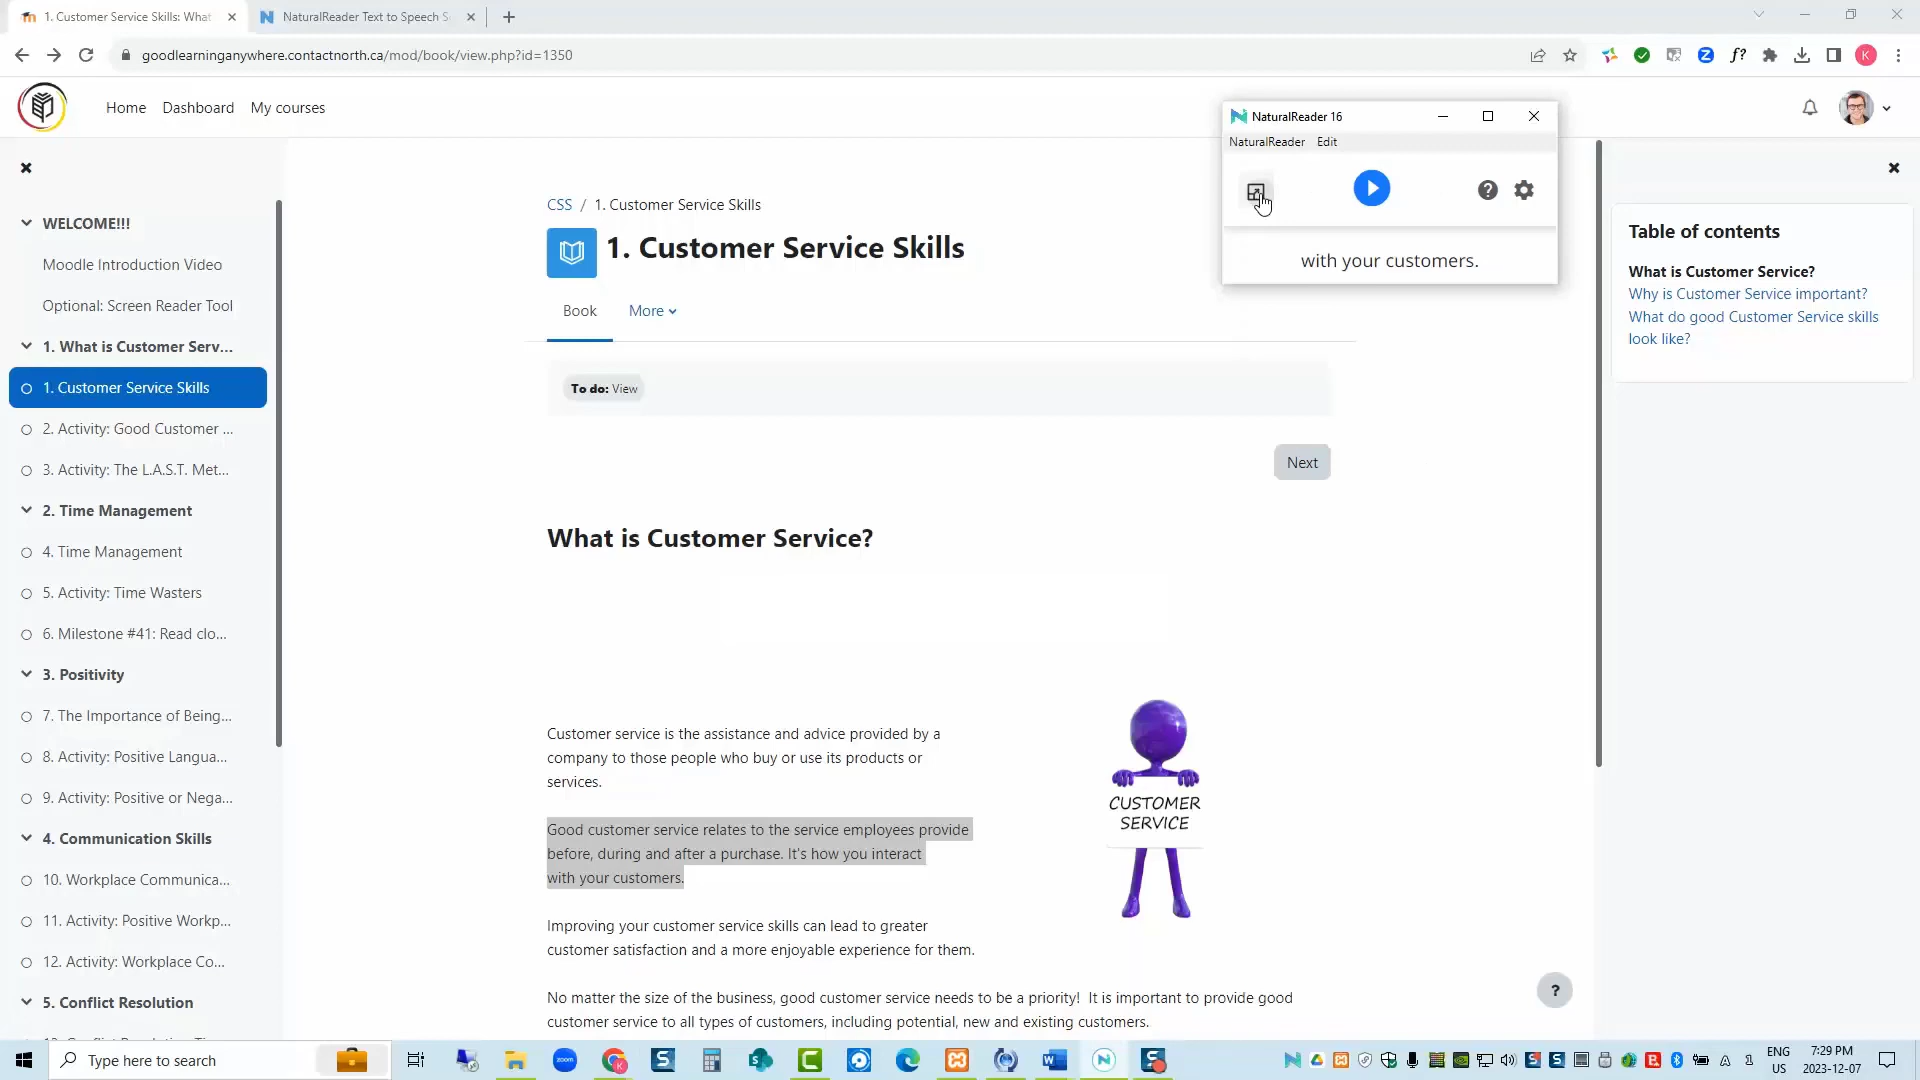 1. Customer Service Skills: What
NaturalReader Text to Speech S
goodlearninganywhere.contactnorth.ca/mod/book/view.php?id=1350
f?
K
Home
Dashboard
My courses
NaturalReader 16
NaturalReader
Edit
with your customers.
WELCOME!!!
Moodle Introduction Video
Optional: Screen Reader Tool
1. What is Customer Serv...
1. Customer Service Skills
2. Activity: Good Customer ...
3. Activity: The L.A.S.T. Met...
2. Time Management
4. Time Management
5. Activity: Time Wasters
6. Milestone #41: Read clo...
3. Positivity
7. The Importance of Being...
8. Activity: Positive Langua...
9. Activity: Positive or Nega...
4. Communication Skills
10. Workplace Communica...
11. Activity: Positive Workp...
12. Activity: Workplace Co...
5. Conflict Resolution
CSS / 1. Customer Service Skills
1. Customer Service Skills
Book
More
To do: View
Next
What is Customer Service?
Customer service is the assistance and advice provided by a
company to those people who buy or use its products or
services.
Good customer service relates to the service employees provide
before, during and after a purchase. It's how you interact
with your customers.
CUSTOMER
SERVICE
Improving your customer service skills can lead to greater
customer satisfaction and a more enjoyable experience for them.
No matter the size of the business, good customer service needs to be a priority!  It is important to provide good
customer service to all types of customers, including potential, new and existing customers.
Table of contents
What is Customer Service?
Why is Customer Service important?
What do good Customer Service skills
look like?
?
Type here to search
zoom
ENG
US
7:29 PM
2023-12-07